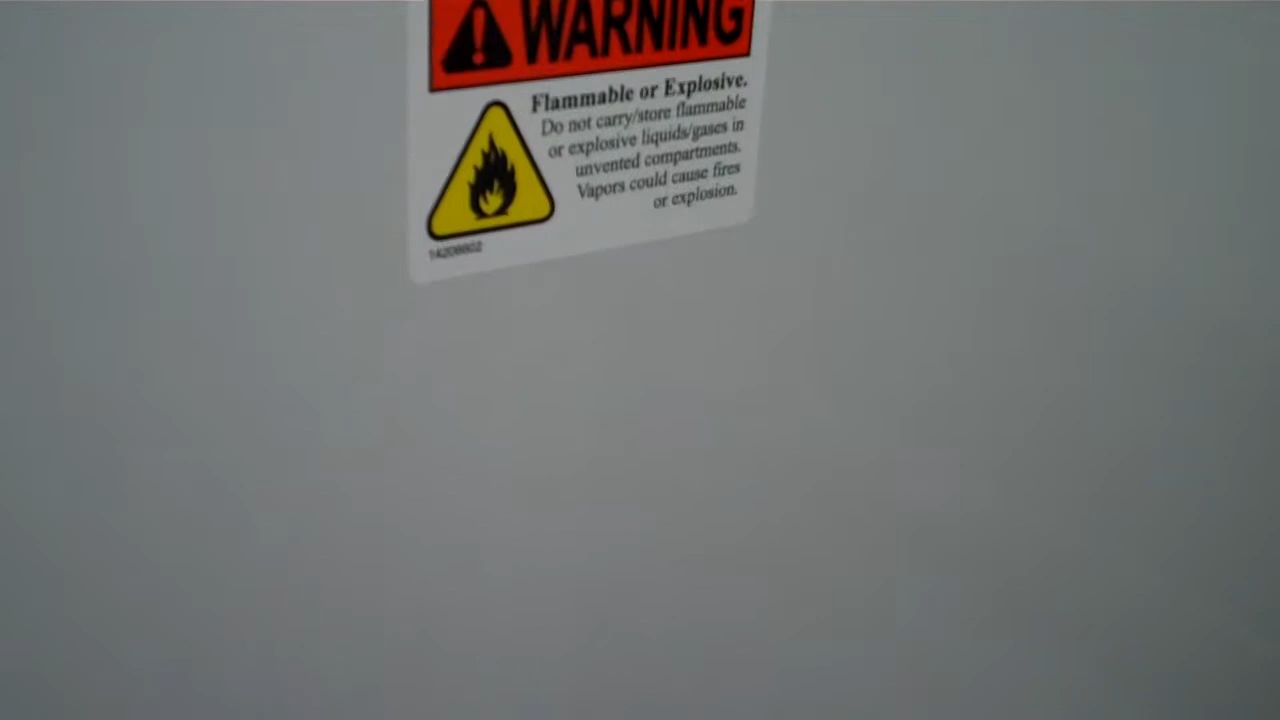 WARNING
Flammable or Explosive.
Do not carry/store flammable
or explosive liquids/gases in
unvented compartments.
Vapors could cause fires
or explosion.